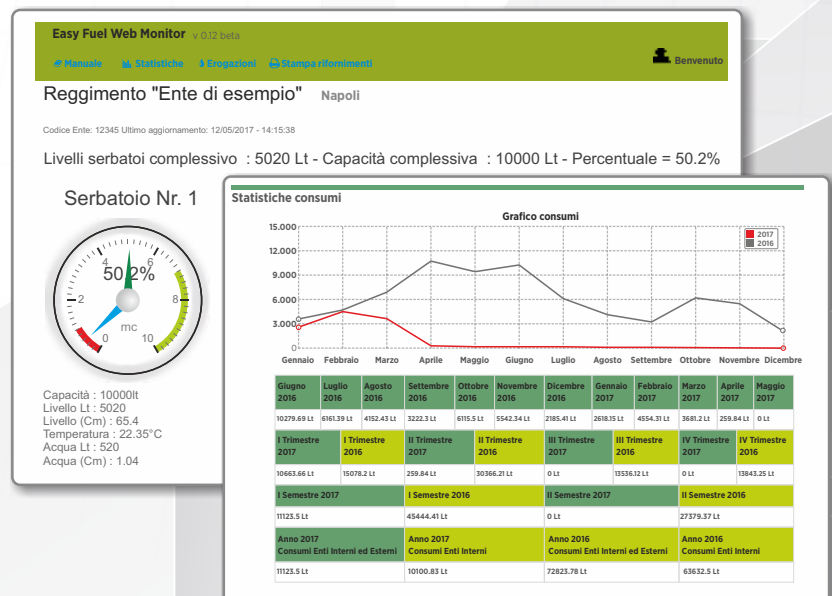 Easy Fuel Web Monitor v 0.12 beta
Manuale Statistiche Erogazioni Stampa rifornimenti
Benvenuto
Reggimento "Ente di esempio" Napoli
Codice Ente: 12345 Ultimo aggiornamento: 12/05/2017 - 14:15:38
Livelli serbatoi complessivo : 5020 Lt - Capacità complessiva : 10000 Lt - Percentuale = 50.2%
Serbatoio Nr. 1
4 6
50.2%
2 8
mc
0 10
Capacità : 10000lt
Livello Lt : 5020
Livello (Cm) : 65.4
Temperatura : 22.35°C
Acqua Lt : 520
Acqua (Cm) : 1.04
Statistiche consumi
Grafico consumi
15.000
12.000
9.000
6.000
3.000
0
2017
2016
Gennaio Febbraio Marzo Aprile Maggio Giugno Luglio Agosto Settembre Ottobre Novembre Dicembre
Giugno 2016 Luglio 2016 Agosto 2016 Settembre 2016 Ottobre 2016 Novembre 2016 Dicembre 2016 Gennaio 2017 Febbraio 2017 Marzo 2017 Aprile 2017 Maggio 2017
10279.69 Lt 6161.39 Lt 4152.43 Lt 3222.3 Lt 6115.5 Lt 5542.34 Lt 2185.41 Lt 2618.15 Lt 4554.31 Lt 3681.2 Lt 259.84 Lt 0 Lt
I Trimestre 2017 I Trimestre 2016 II Trimestre 2017 II Trimestre 2016 III Trimestre 2017 III Trimestre 2016 IV Trimestre 2017 IV Trimestre 2016
10663.66 Lt 15078.2 Lt 259.84 Lt 30366.21 Lt 0 Lt 13536.12 Lt 0 Lt 13843.25 Lt
I Semestre 2017 I Semestre 2016 II Semestre 2017 II Semestre 2016
11123.5 Lt 45444.41 Lt 0 Lt 27379.37 Lt
Anno 2017 Anno 2017 Anno 2016 Anno 2016
Consumi Enti Interni ed Esterni Consumi Enti Interni Consumi Enti Interni ed Esterni Consumi Enti Interni
11123.5 Lt 10100.83 Lt 72823.78 Lt 63632.5 Lt